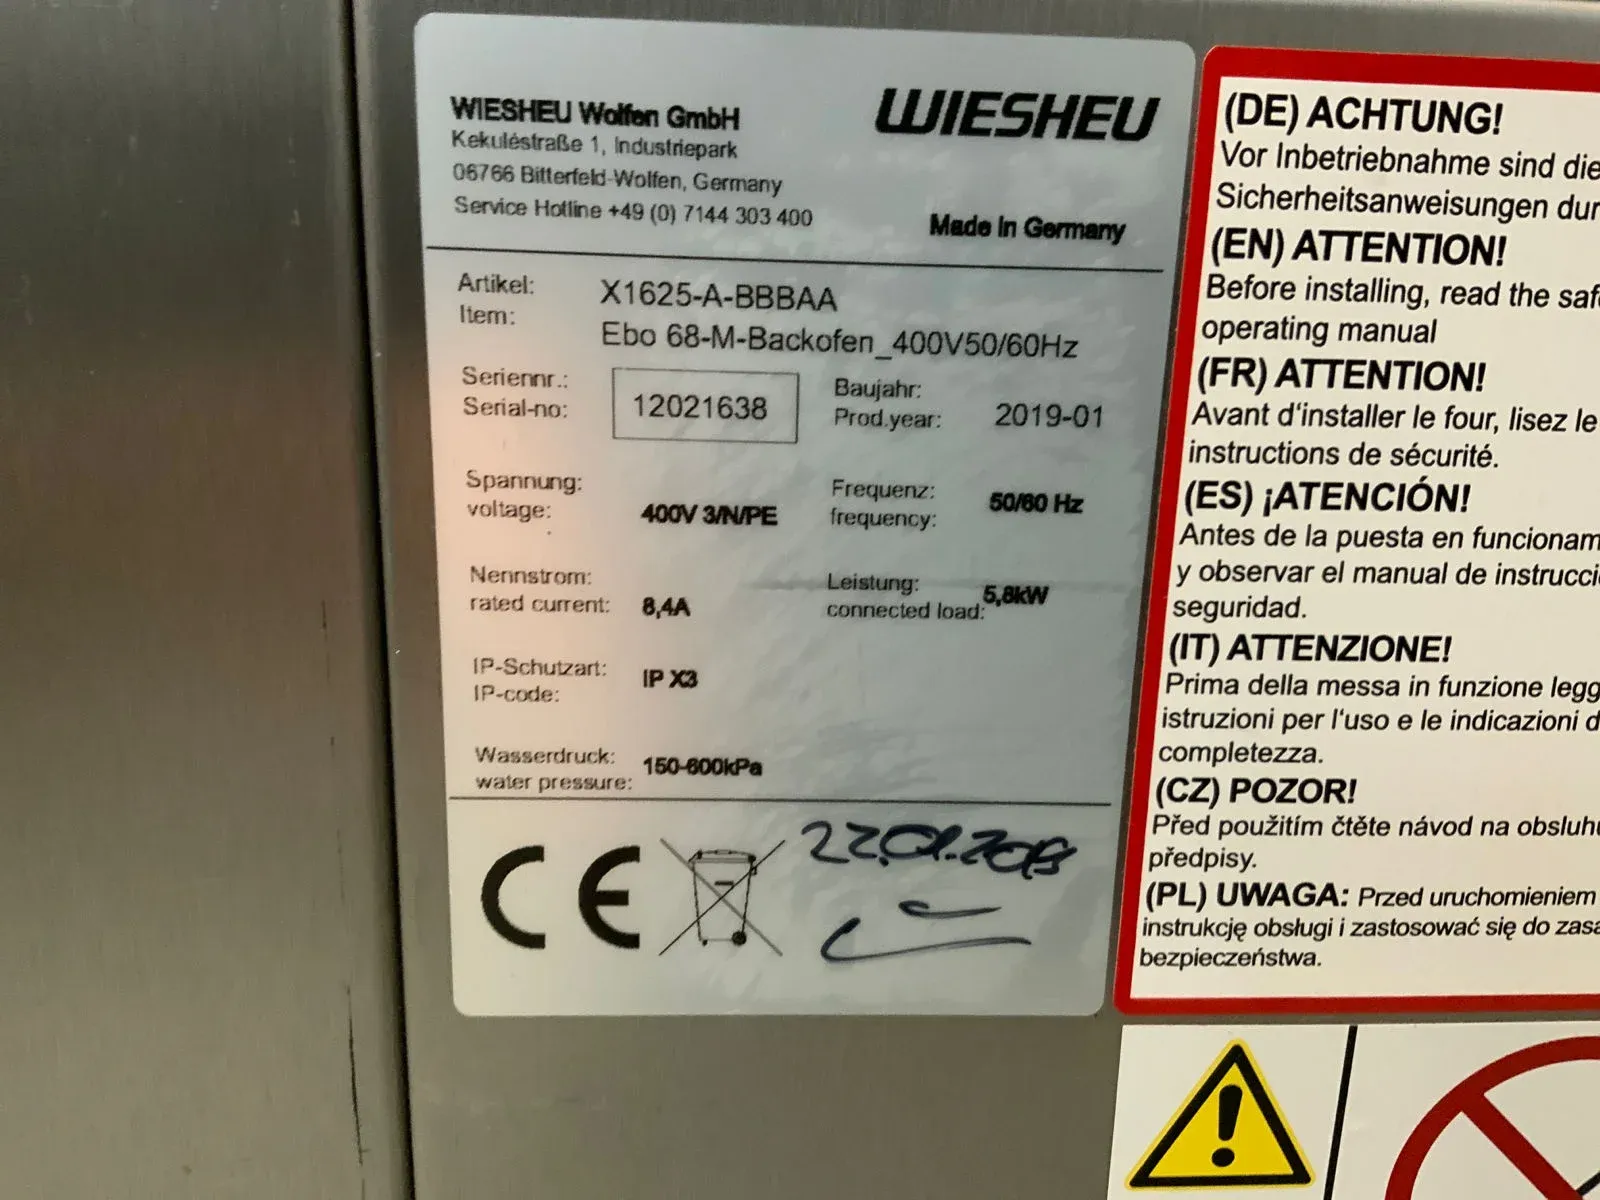 WIESHEU Wolfen GmbH
Kekuléstraße 1, Industriepark
06766 Bitterfeld-Wolfen, Germany
Service Hotline +49 (0) 7144 303 400
WIESHEU
Made In Germany
Artikel: X1625-A-BBBAA
Item: Ebo 68-M-Backofen_400V50/60Hz
Seriennr.:
Serial-no: 12021638
Baujahr:
Prod.year: 2019-01
Spannung:
voltage: 400V 3/N/PE
Frequenz:
frequency: 50/60 Hz
Nennstrom:
rated current: 8,4A
Leistung:
connected load: 5,8kW
IP-Schutzart:
IP-code: IP X3
Wasserdruck:
water pressure: 150-600kPa
CE
(DE) ACHTUNG!
Vor Inbetriebnahme sind die
Sicherheitsanweisungen dur
(EN) ATTENTION!
Before installing, read the saf
operating manual
(FR) ATTENTION!
Avant d'installer le four, lisez le
instructions de sécurité.
(ES) ¡ATENCIÓN!
Antes de la puesta en funcionam
y observar el manual de instrucci
seguridad.
(IT) ATTENZIONE!
Prima della messa in funzione legg
istruzioni per l'uso e le indicazioni d
completezza.
(CZ) POZOR!
Před použitím čtěte návod na obsluhu
předpisy.
(PL) UWAGA: Przed uruchomieniem
instrukcję obsługi i zastosować się do zasa
bezpieczeństwa.